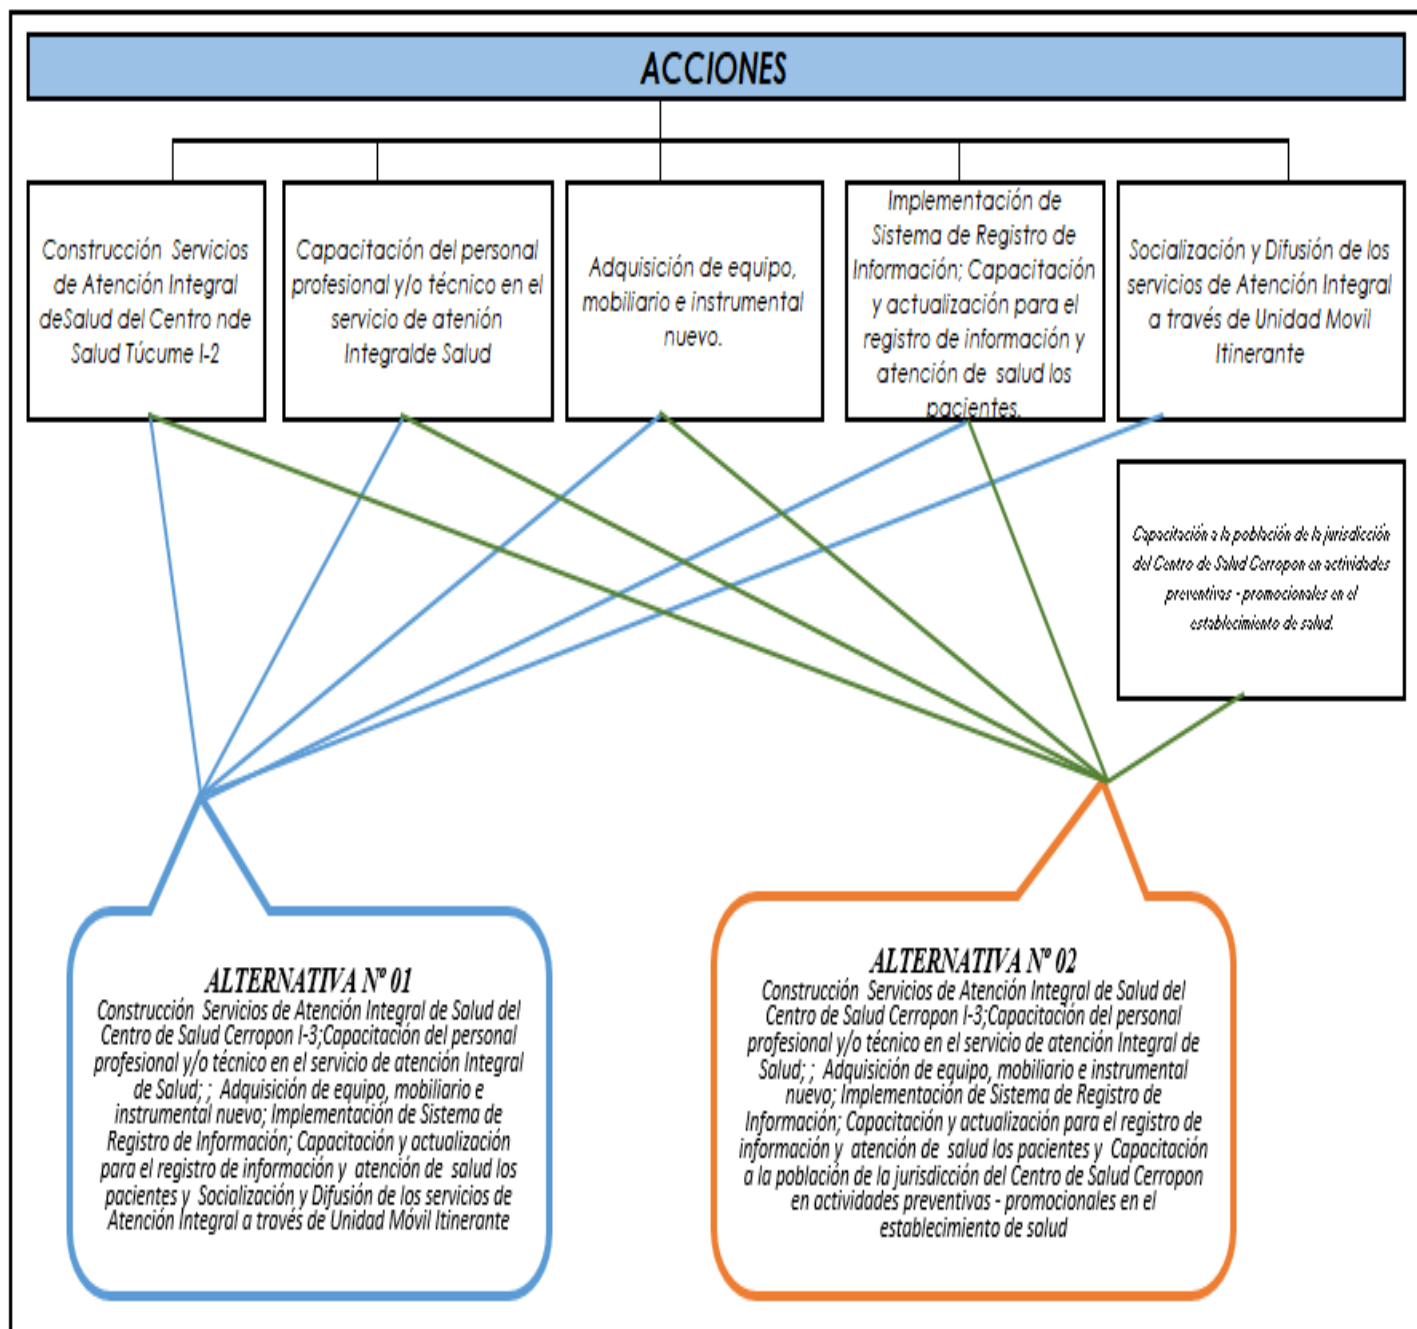 ACCIONES
Construcción Servicios
de Atención Integral
deSalud del Centro nde
Salud Túcume I-2
Capacitación del personal
profesional y/o técnico en el
servicio de atenión
Integralde Salud
Adquisición de equipo,
mobiliario e instrumental
nuevo.
Implementación de
Sistema de Registro de
Información; Capacitación
y actualización para el
registro de información y
atención de salud los
pacientes.
Socialización y Difusión de los
servicios de Atención Integral
a través de Unidad Movil
Itinerante
Capacitación a la población de la jurisdicción
del Centro de Salud Cerropon en actividades
preventivas - promocionales en el
establecimiento de salud.
ALTERNATIVA Nº 01
Construcción Servicios de Atención Integral de Salud del
Centro de Salud Cerropon I-3;Capacitación del personal
profesional y/o técnico en el servicio de atención Integral
de Salud; ; Adquisición de equipo, mobiliario e
instrumental nuevo; Implementación de Sistema de
Registro de Información; Capacitación y actualización
para el registro de información y atención de salud los
pacientes y Socialización y Difusión de los servicios de
Atención Integral a través de Unidad Móvil Itinerante
ALTERNATIVA Nº 02
Construcción Servicios de Atención Integral de Salud del
Centro de Salud Cerropon I-3;Capacitación del personal
profesional y/o técnico en el servicio de atención Integral de
Salud; ; Adquisición de equipo, mobiliario e instrumental
nuevo; Implementación de Sistema de Registro de
Información; Capacitación y actualización para el registro de
información y atención de salud los pacientes y Capacitación
a la población de la jurisdicción del Centro de Salud Cerropon
en actividades preventivas - promocionales en el
establecimiento de salud